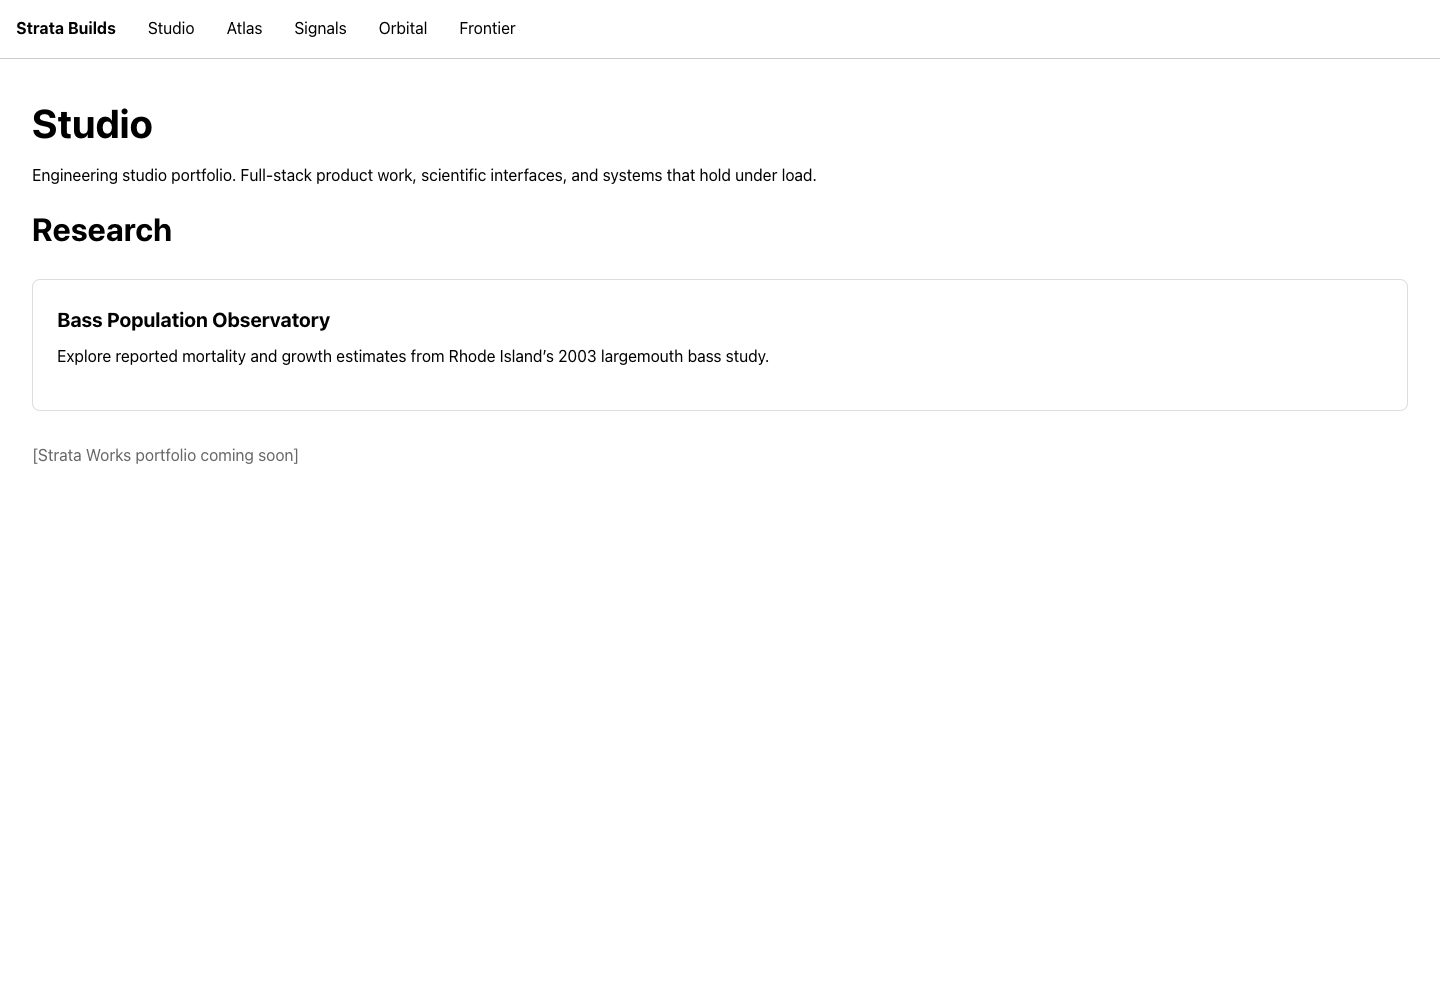 Strata Builds Studio Atlas Signals Orbital Frontier
Studio
Engineering studio portfolio. Full-stack product work, scientific interfaces, and systems that hold under load.
Research
Bass Population Observatory
Explore reported mortality and growth estimates from Rhode Island’s 2003 largemouth bass study.
[Strata Works portfolio coming soon]